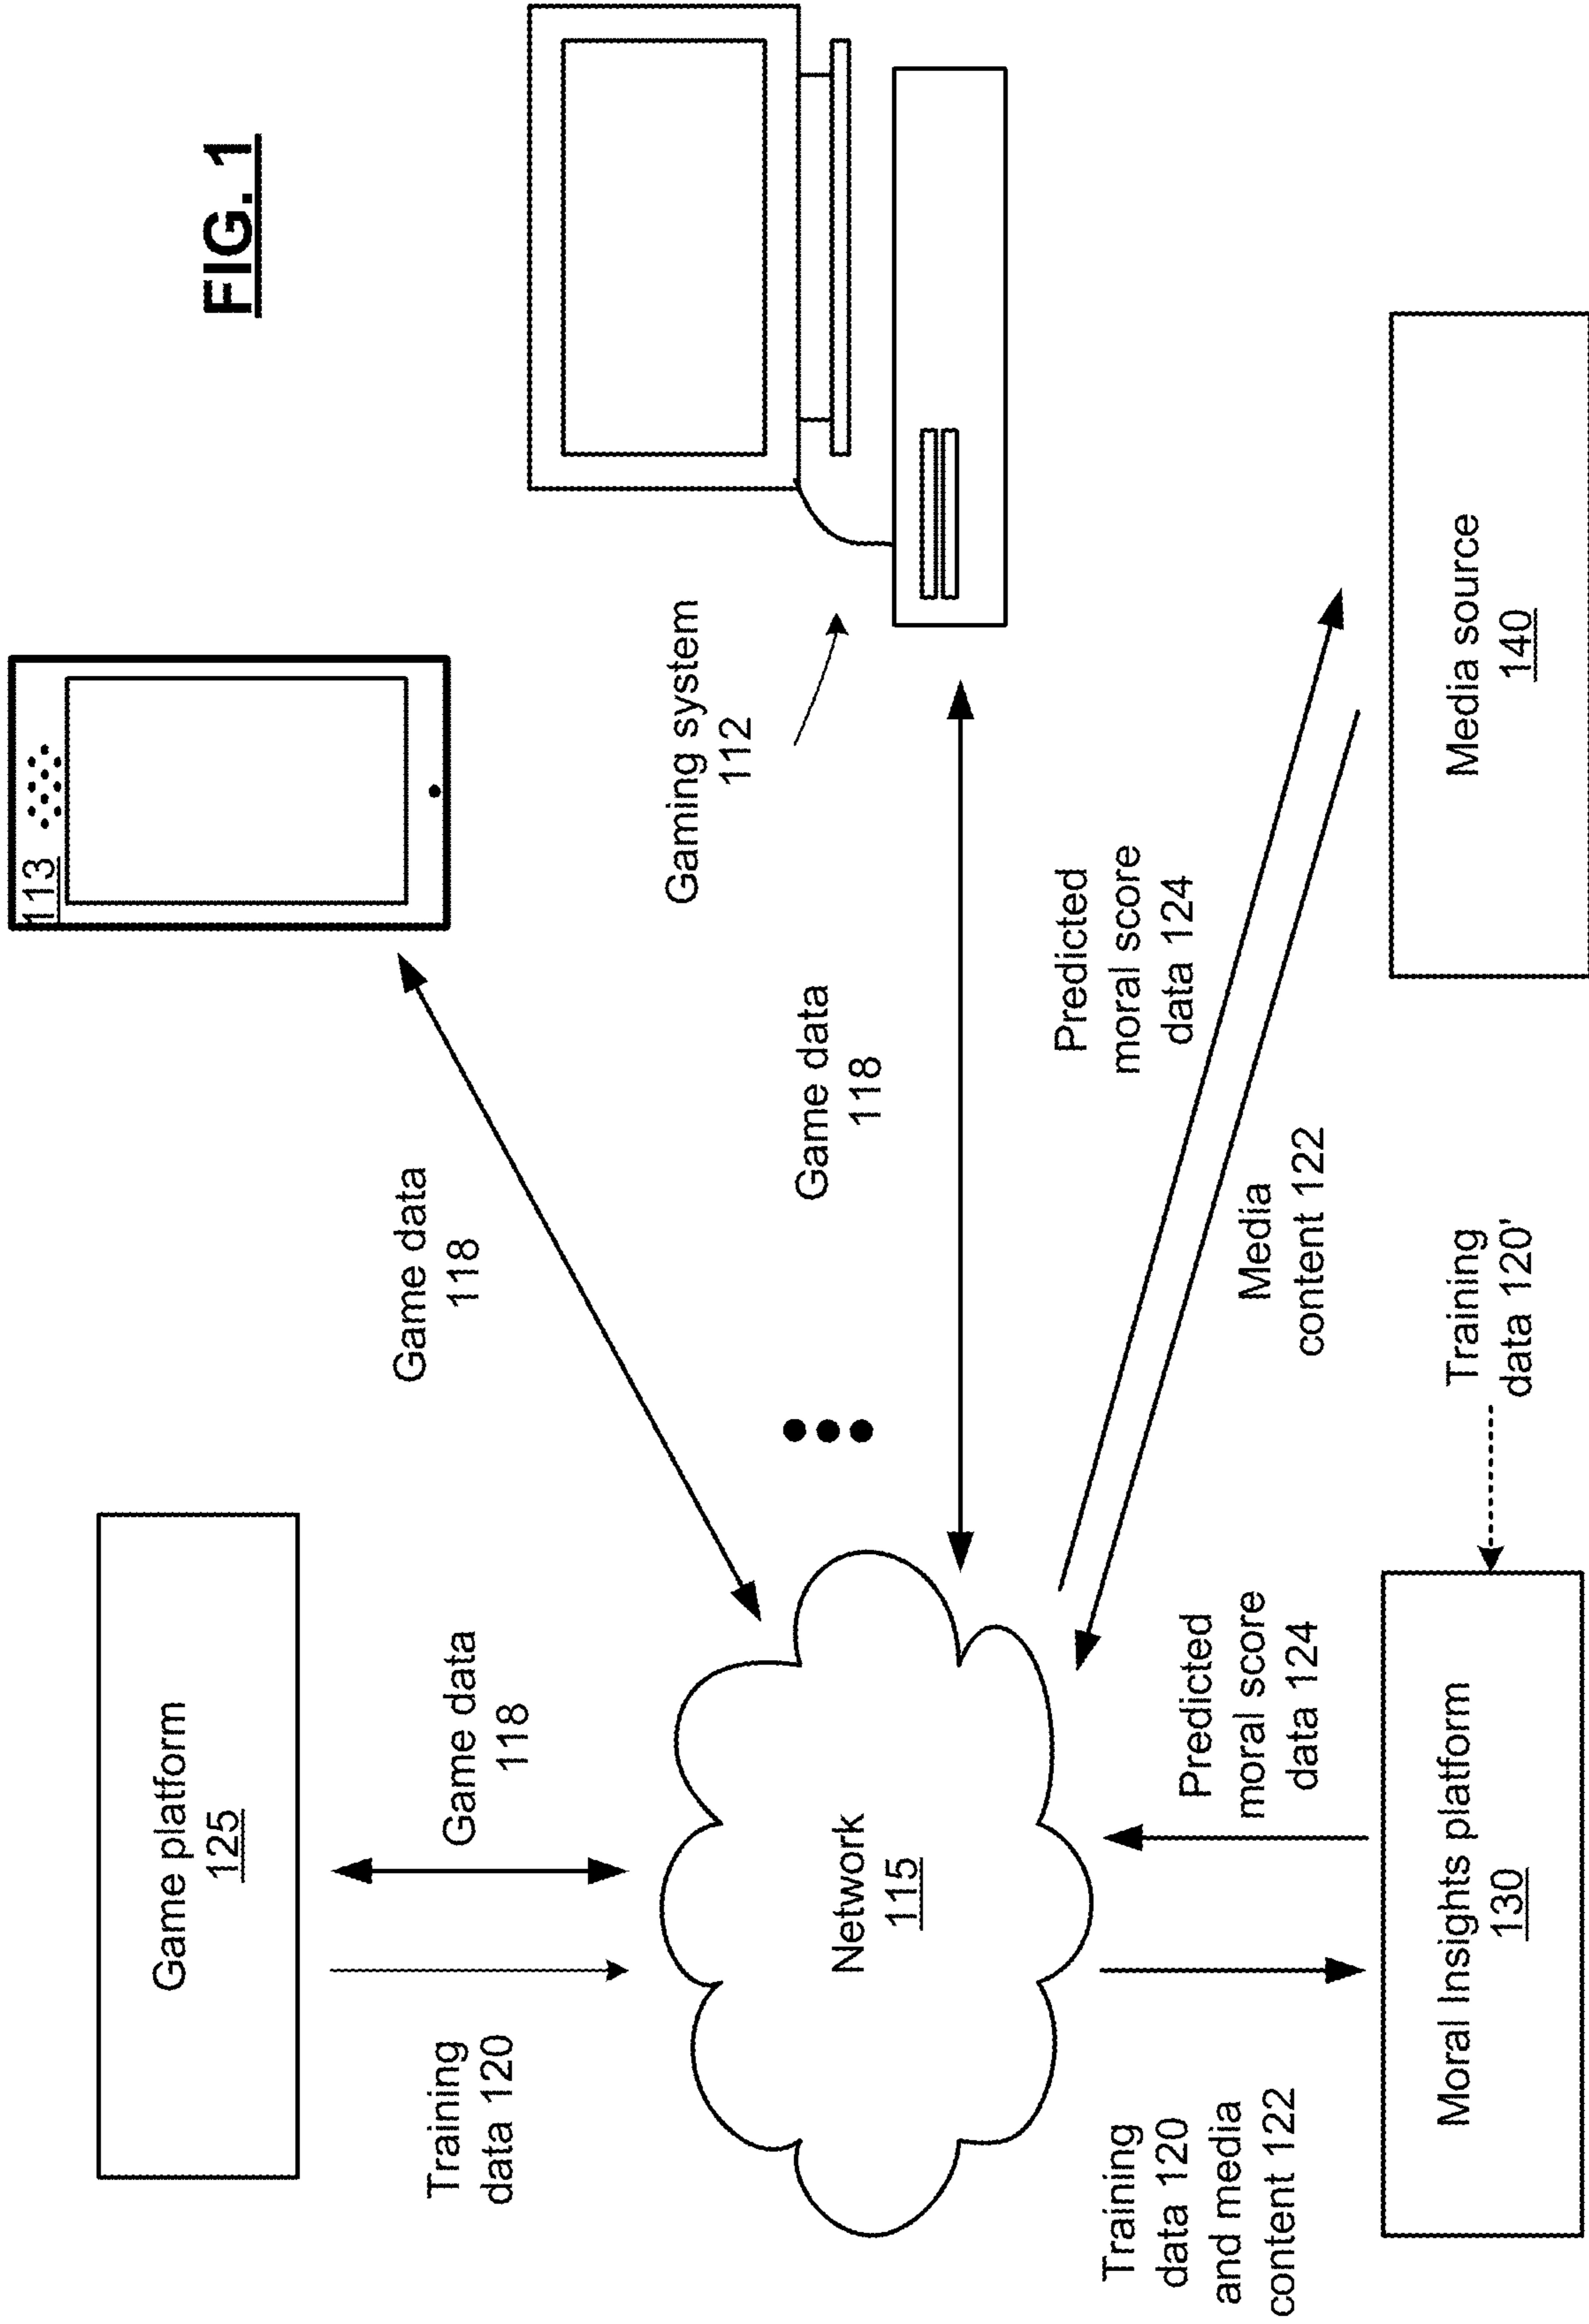 FIG. 1
Game platform
125
Training
data 120
Game data
118
Game data
118
113
Gaming system
112
Network
115
Game data
118
Training
data 120
and media
content 122
Predicted
moral score
data 124
Media
content 122
Predicted
moral score
data 124
Moral Insights platform
130
Training
data 120'
Media source
140